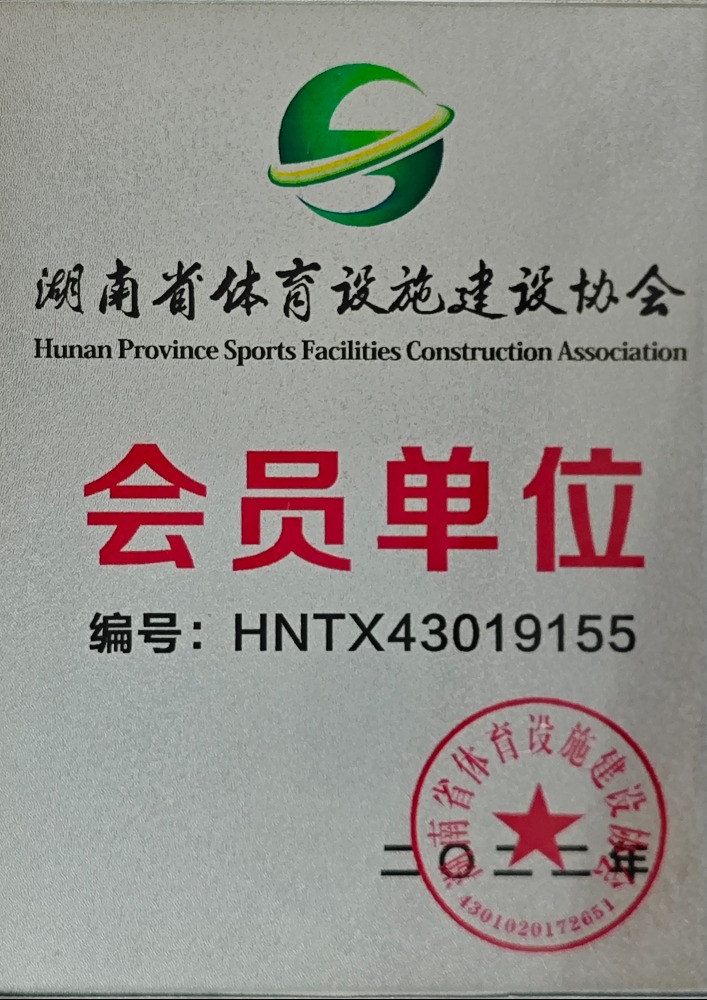 湖南省体育设施建设协会
Hunan Province Sports Facilities Construction Association
会员单位
编号：HNTX43019155
湖南省体育设施建设协会
二〇二二年
4301020172651